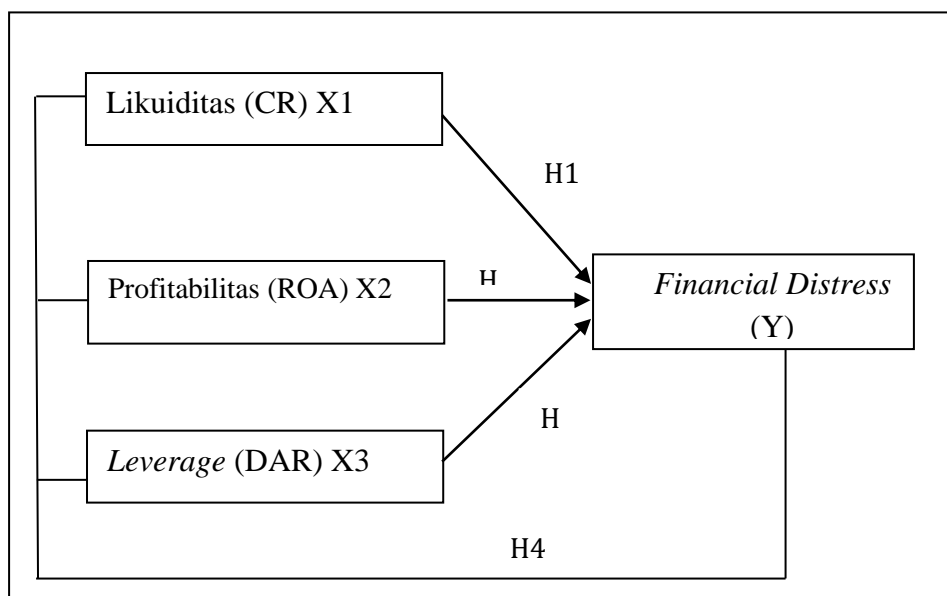 Likuiditas (CR) X1
H1
Profitabilitas (ROA) X2
H
Financial Distress
(Y)
Leverage (DAR) X3
H
H4